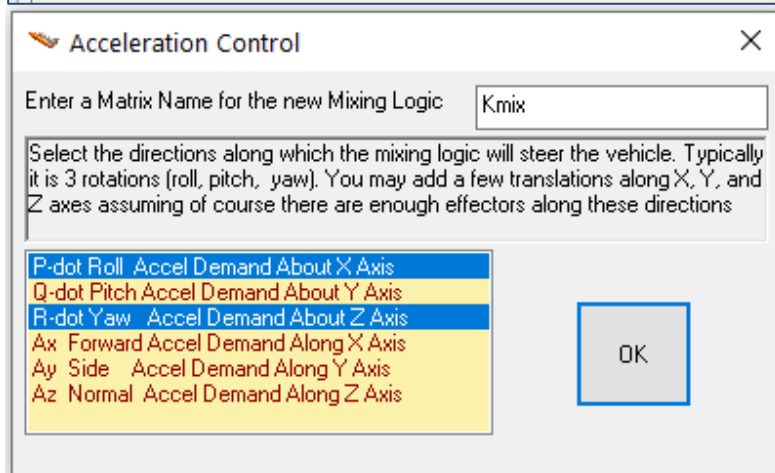 Acceleration Control
Enter a Matrix Name for the new Mixing Logic Kmix
Select the directions along which the mixing logic will steer the vehicle. Typically
it is 3 rotations (roll, pitch, yaw). You may add a few translations along X, Y, and
Z axes assuming of course there are enough effectors along these directions
P-dot Roll Accel Demand About X Axis
Q-dot Pitch Accel Demand About Y Axis
R-dot Yaw Accel Demand About Z Axis
Ax Forward Accel Demand Along X Axis
Ay Side Accel Demand Along Y Axis
Az Normal Accel Demand Along Z Axis
OK